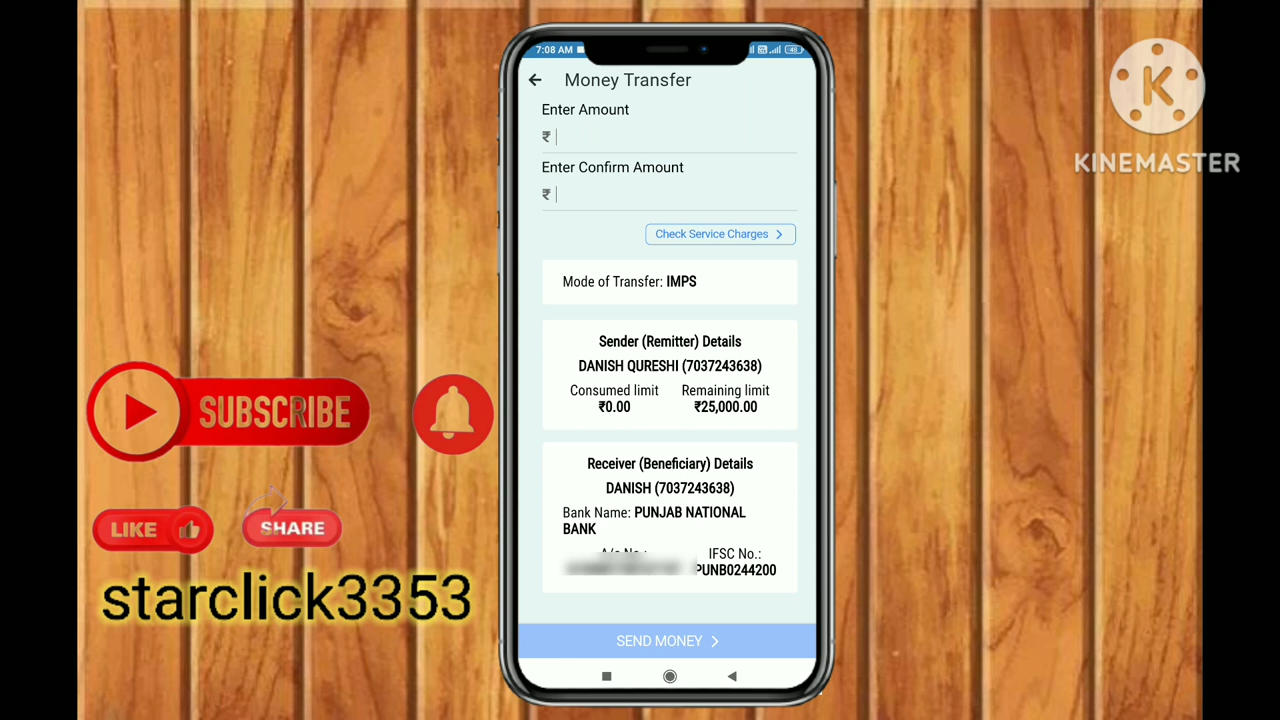 7:08 AM
48
Money Transfer
Enter Amount
₹
Enter Confirm Amount
₹
Check Service Charges
Mode of Transfer: IMPS
Sender (Remitter) Details
DANISH QURESHI (7037243638)
Consumed limit Remaining limit
₹0.00 ₹25,000.00
Receiver (Beneficiary) Details
DANISH (7037243638)
Bank Name: PUNJAB NATIONAL
BANK
A/c No.: IFSC No.:
PUNB0244200
SEND MONEY
K
KINEMASTER
SUBSCRIBE
LIKE
SHARE
starclick3353